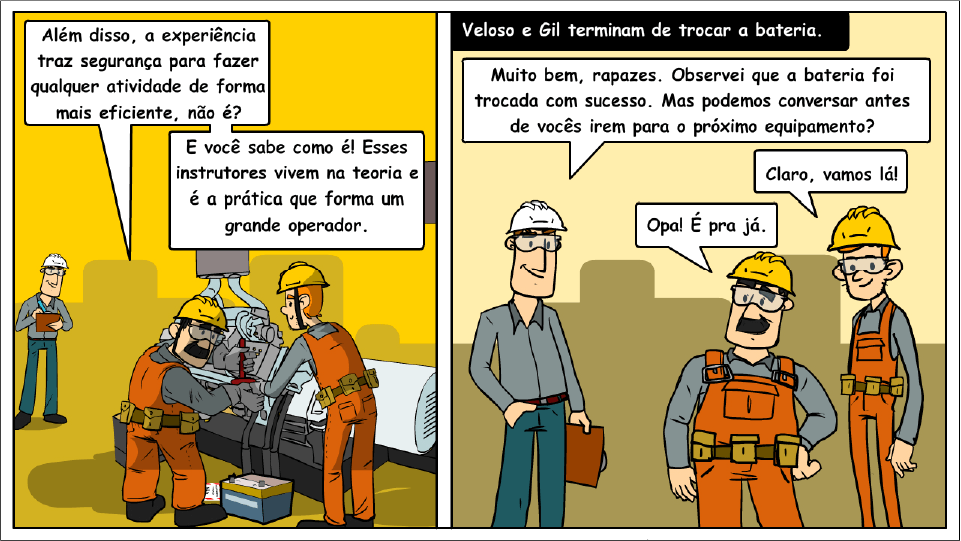 Além disso, a experiência
traz segurança para fazer
qualquer atividade de forma
mais eficiente, não é?
E você sabe como é! Esses
instrutores vivem na teoria e
é a prática que forma um
grande operador.
Veloso e Gil terminam de trocar a bateria.
Muito bem, rapazes. Observei que a bateria foi
trocada com sucesso. Mas podemos conversar antes
de vocês irem para o próximo equipamento?
Claro, vamos lá!
Opa! É pra já.